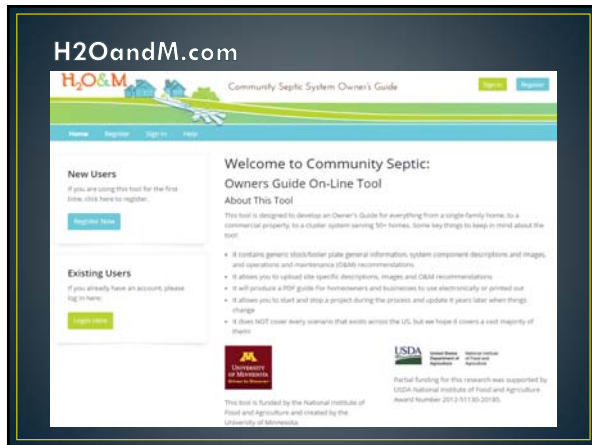 H2OandM.com
H2O&M
Community Septic System Owner's Guide
Sign In
Register
Home
Register
Sign In
Help
New Users
If you are using this tool for the first
time, click here to register.
Register Now
Existing Users
If you already have an account, please
log in here:
Login Here
Welcome to Community Septic:
Owners Guide On-Line Tool
About This Tool
This tool is designed to develop an Owner's Guide for everything from a single-family home, to a
commercial property, to a cluster system serving 50+ homes. Some key things to keep in mind about the
tool:
• It contains generic stock/boiler plate general information, system component descriptions and images,
and operations and maintenance (O&M) recommendations
• It allows you to upload site specific descriptions, images and O&M recommendations
• It will produce a PDF guide for homeowners and businesses to use electronically or printed out
• It allows you to start and stop a project during the process and update it years later when things
change
• It does NOT cover every scenario that exists across the US, but we hope it covers a vast majority of
them!
M
UNIVERSITY
OF MINNESOTA
Driven to Discover
This tool is funded by the National Institute of
Food and Agriculture and created by the
University of Minnesota.
USDA
United States
Department of
Agriculture
National Institute
of Food and
Agriculture
Partial funding for this research was supported by
USDA National Institute of Food and Agriculture
Award Number 2012-51130-20185.